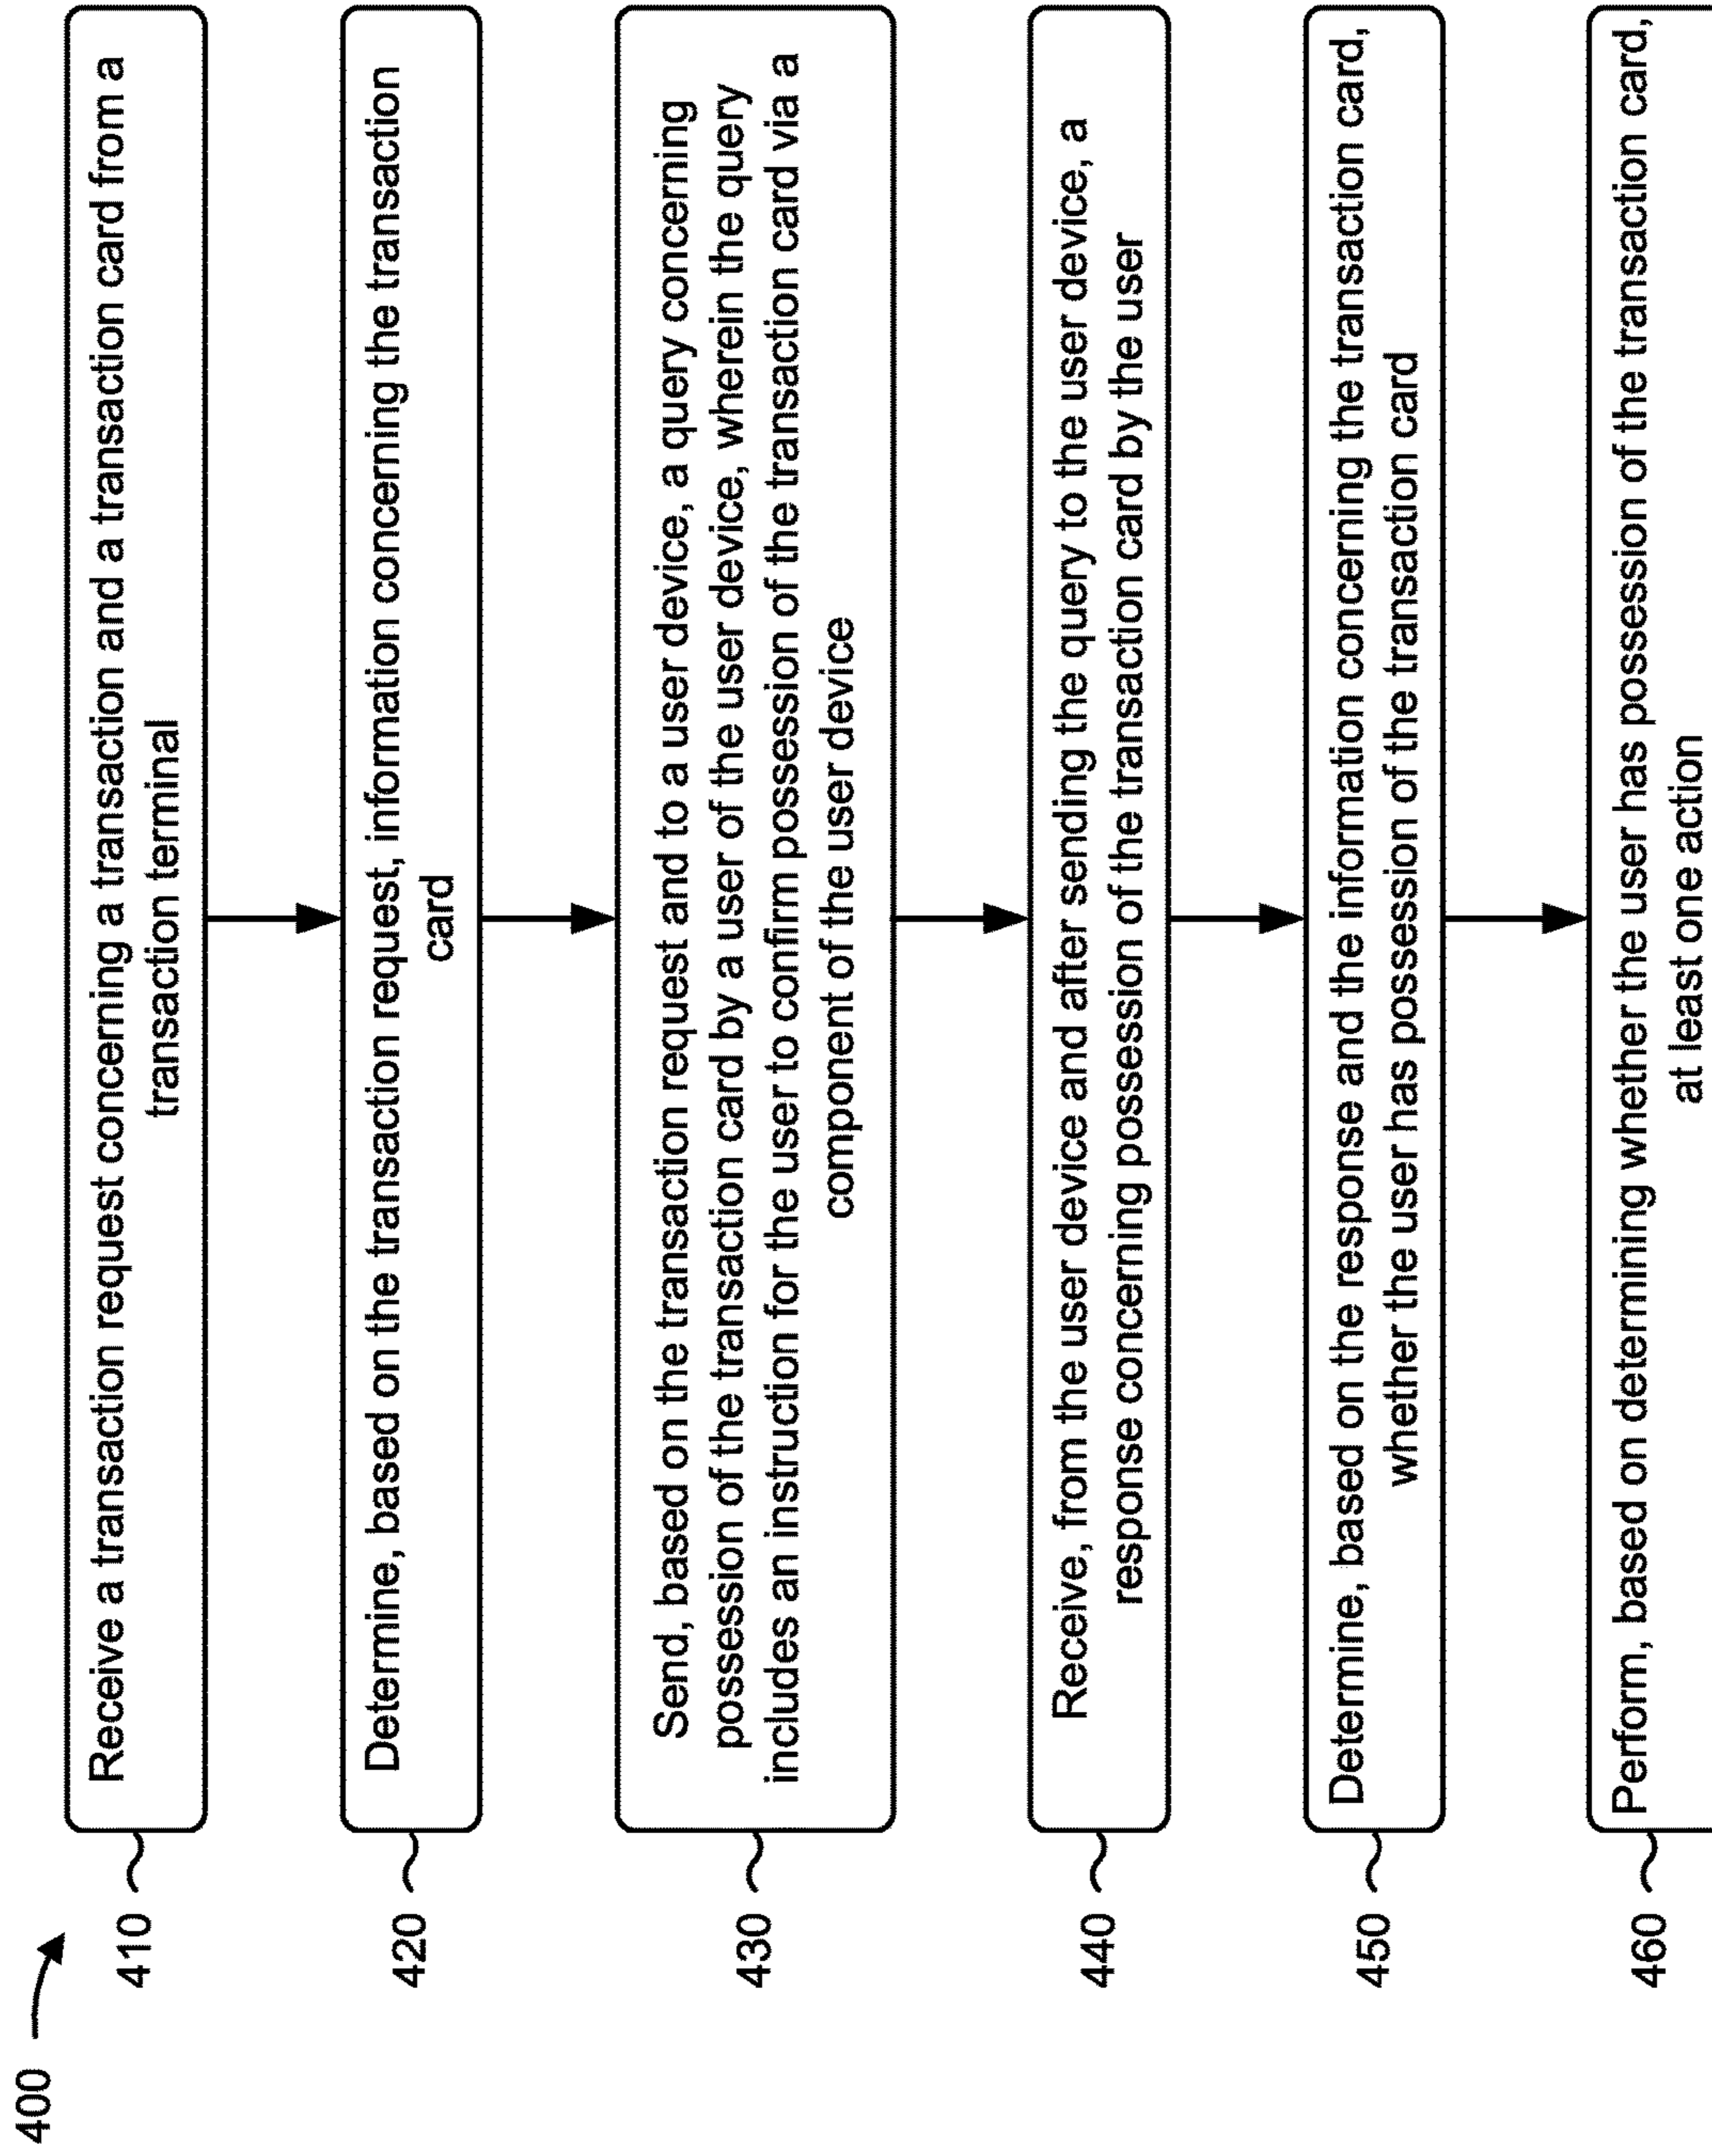 400
410
Receive a transaction request concerning a transaction and a transaction card from a
transaction terminal
420
Determine, based on the transaction request, information concerning the transaction
card
430
Send, based on the transaction request and to a user device, a query concerning
possession of the transaction card by a user of the user device, wherein the query
includes an instruction for the user to confirm possession of the transaction card via a
component of the user device
440
Receive, from the user device and after sending the query to the user device, a
response concerning possession of the transaction card by the user
450
Determine, based on the response and the information concerning the transaction card,
whether the user has possession of the transaction card
460
Perform, based on determining whether the user has possession of the transaction card,
at least one action